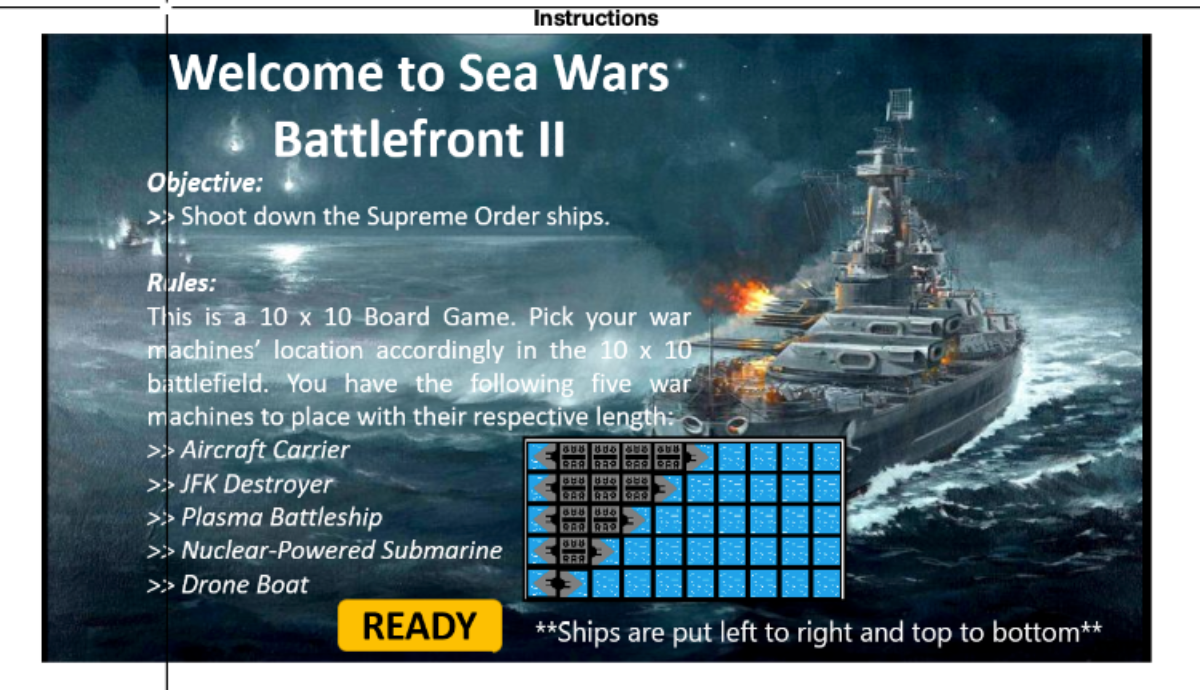 Instructions
Welcome to Sea Wars
Battlefront II
Objective:
>> Shoot down the Supreme Order ships.
Rules:
This is a 10 x 10 Board Game. Pick your war
machines’ location accordingly in the 10 x 10
battlefield. You have the following five war
machines to place with their respective length:
>> Aircraft Carrier
>> JFK Destroyer
>> Plasma Battleship
>> Nuclear-Powered Submarine
>> Drone Boat
READY
**Ships are put left to right and top to bottom**